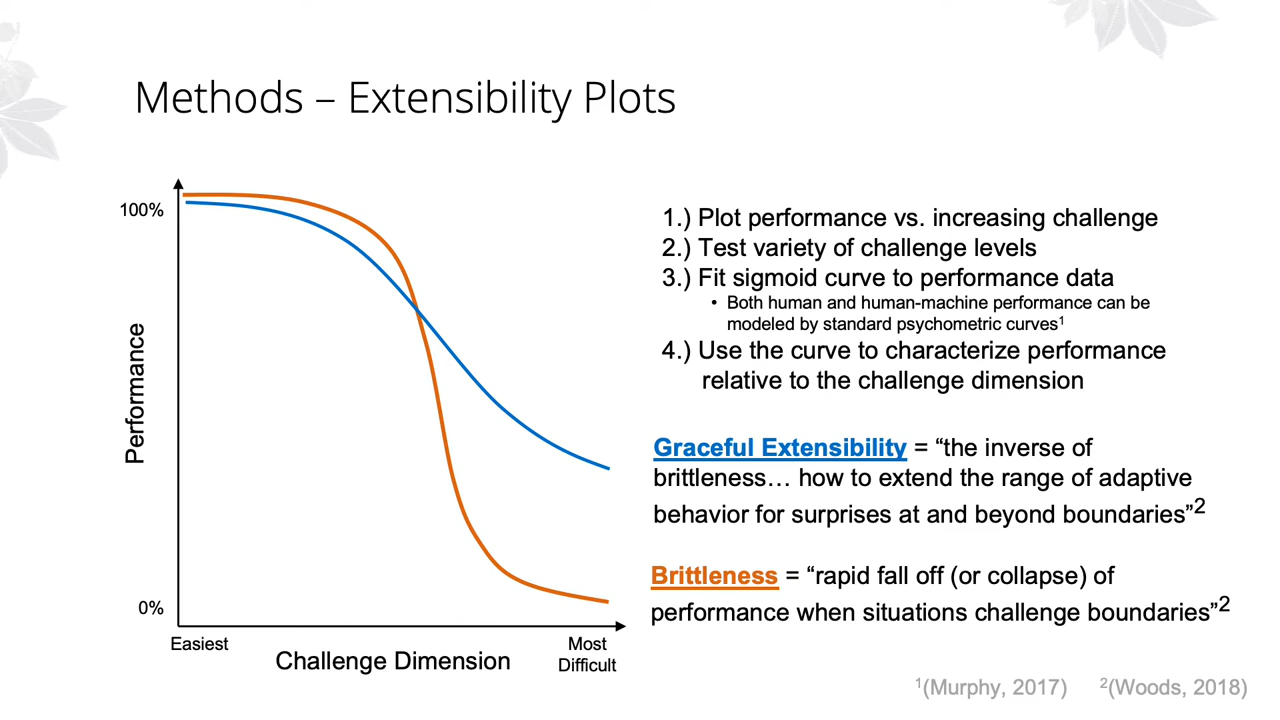 Methods – Extensibility Plots
100%
Performance
0%
Easiest
Most
Difficult
Challenge Dimension
1.) Plot performance vs. increasing challenge
2.) Test variety of challenge levels
3.) Fit sigmoid curve to performance data
• Both human and human-machine performance can be
modeled by standard psychometric curves¹
4.) Use the curve to characterize performance
relative to the challenge dimension
Graceful Extensibility = “the inverse of
brittleness… how to extend the range of adaptive
behavior for surprises at and beyond boundaries”²
Brittleness = “rapid fall off (or collapse) of
performance when situations challenge boundaries”²
¹(Murphy, 2017) ²(Woods, 2018)